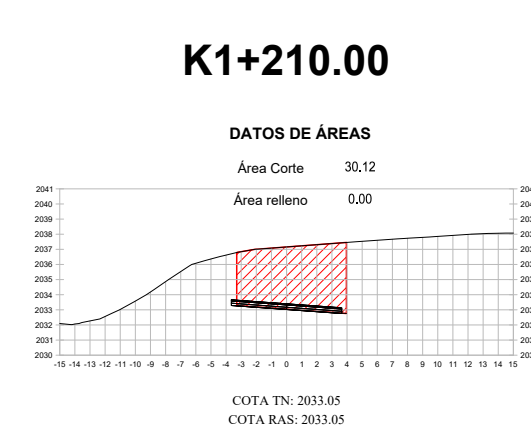 K1+210.00
DATOS DE ÁREAS
Área Corte 30.12
Área relleno 0.00
2041
2040
2039
2038
2037
2036
2035
2034
2033
2032
2031
2030
-15 -14 -13 -12 -11 -10 -9 -8 -7 -6 -5 -4 -3 -2 -1 0 1 2 3 4 5 6 7 8 9 10 11 12 13 14 15
COTA TN: 2033.05
COTA RAS: 2033.05